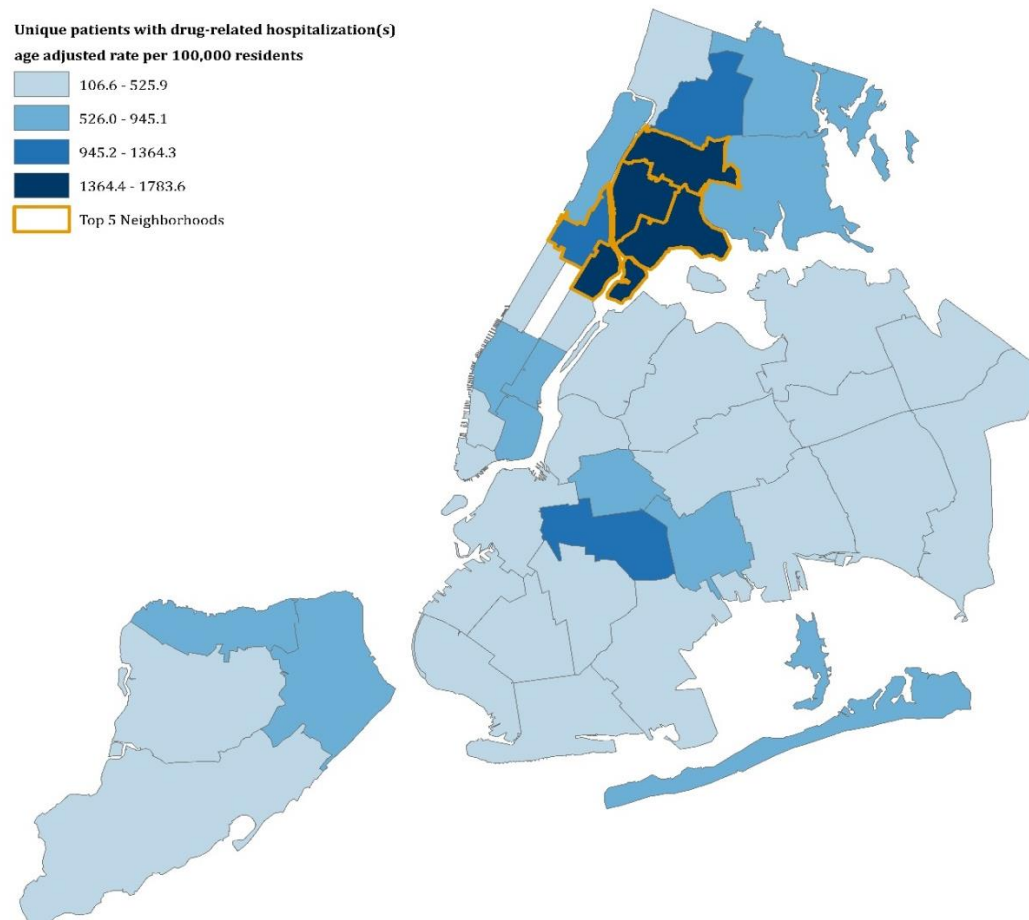 Unique patients with drug-related hospitalization(s)
age adjusted rate per 100,000 residents
106.6 - 525.9
526.0 - 945.1
945.2 - 1364.3
1364.4 - 1783.6
Top 5 Neighborhoods